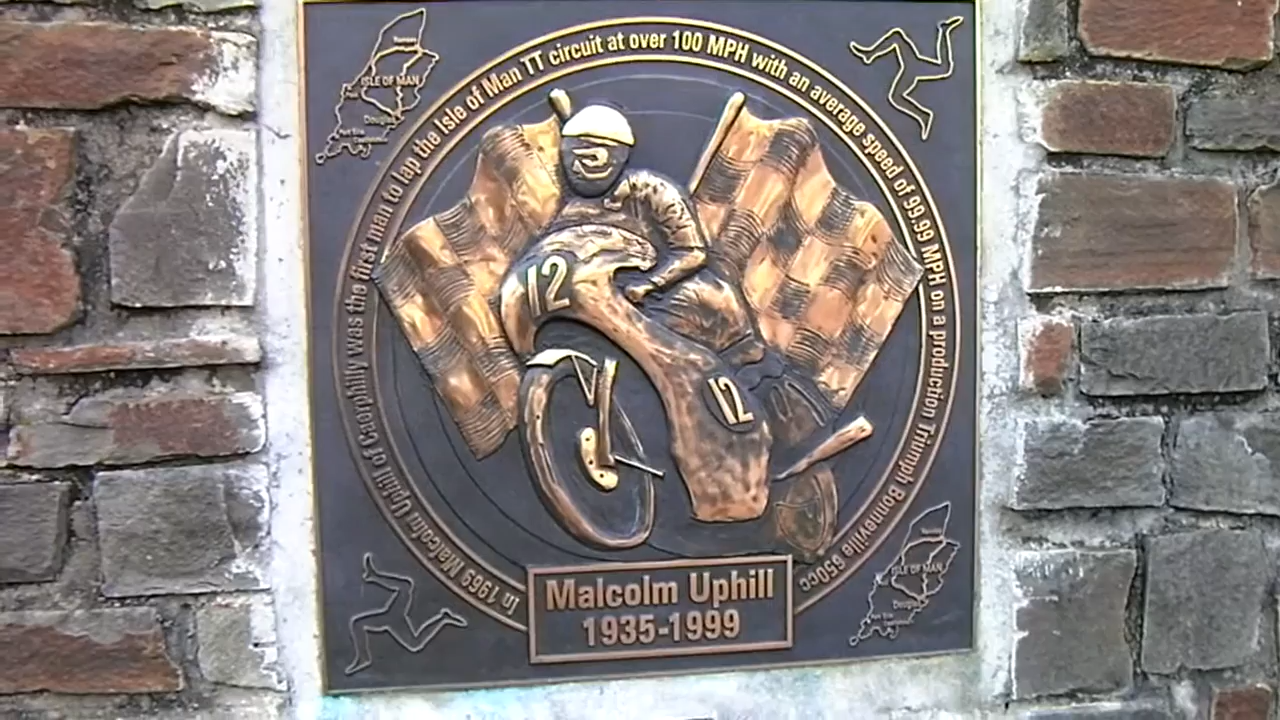 In 1969 Malcolm Uphill of Caerphilly was the first man to lap the Isle of Man TT circuit at over 100 MPH with an average speed of 99.99 MPH on a production Triumph Bonneville 650cc
ISLE OF MAN
Douglas
12
12
Malcolm Uphill
1935-1999
Ramsey
ISLE OF MAN
Douglas